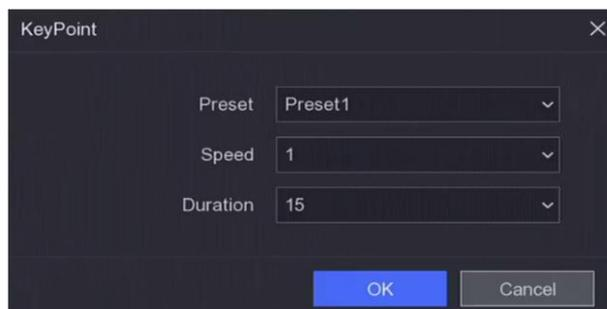 KeyPoint
Preset Preset1
Speed 1
Duration 15
OK Cancel